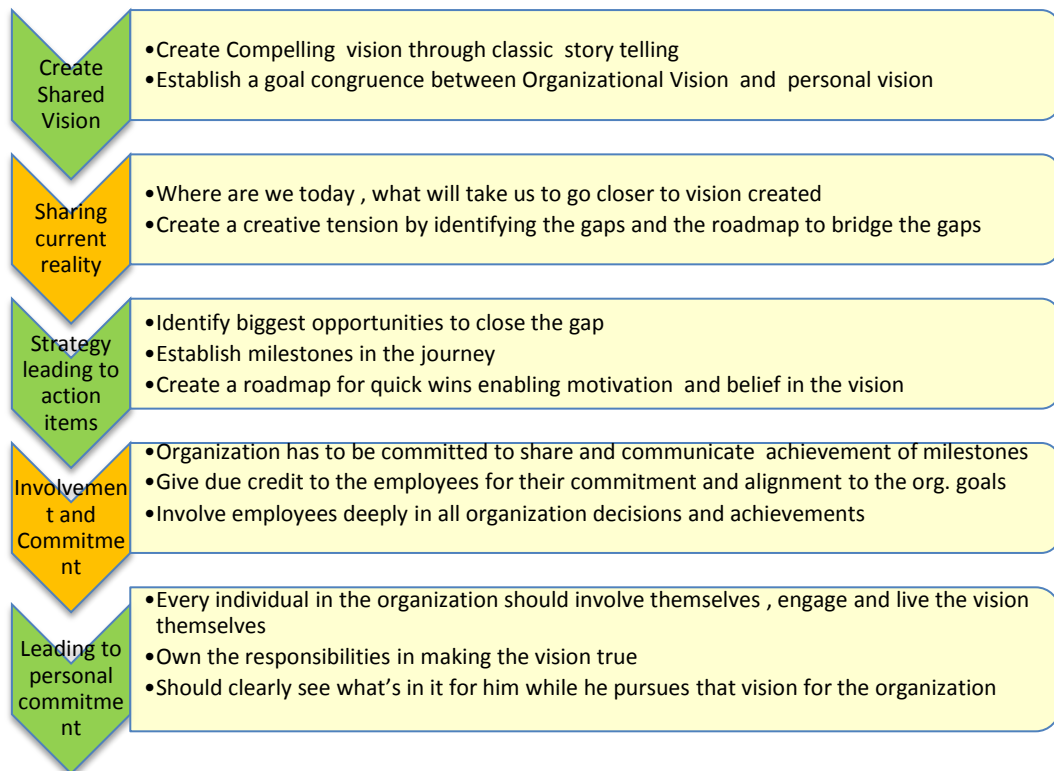 Create
Shared
Vision
•Create Compelling vision through classic story telling
•Establish a goal congruence between Organizational Vision and personal vision
Sharing
current
reality
•Where are we today , what will take us to go closer to vision created
•Create a creative tension by identifying the gaps and the roadmap to bridge the gaps
Strategy
leading to
action
items
•Identify biggest opportunities to close the gap
•Establish milestones in the journey
•Create a roadmap for quick wins enabling motivation and belief in the vision
Involvemen
t and
Commitme
nt
•Organization has to be committed to share and communicate achievement of milestones
•Give due credit to the employees for their commitment and alignment to the org. goals
•Involve employees deeply in all organization decisions and achievements
Leading to
personal
commitme
nt
•Every individual in the organization should involve themselves , engage and live the vision
themselves
•Own the responsibilities in making the vision true
•Should clearly see what's in it for him while he pursues that vision for the organization